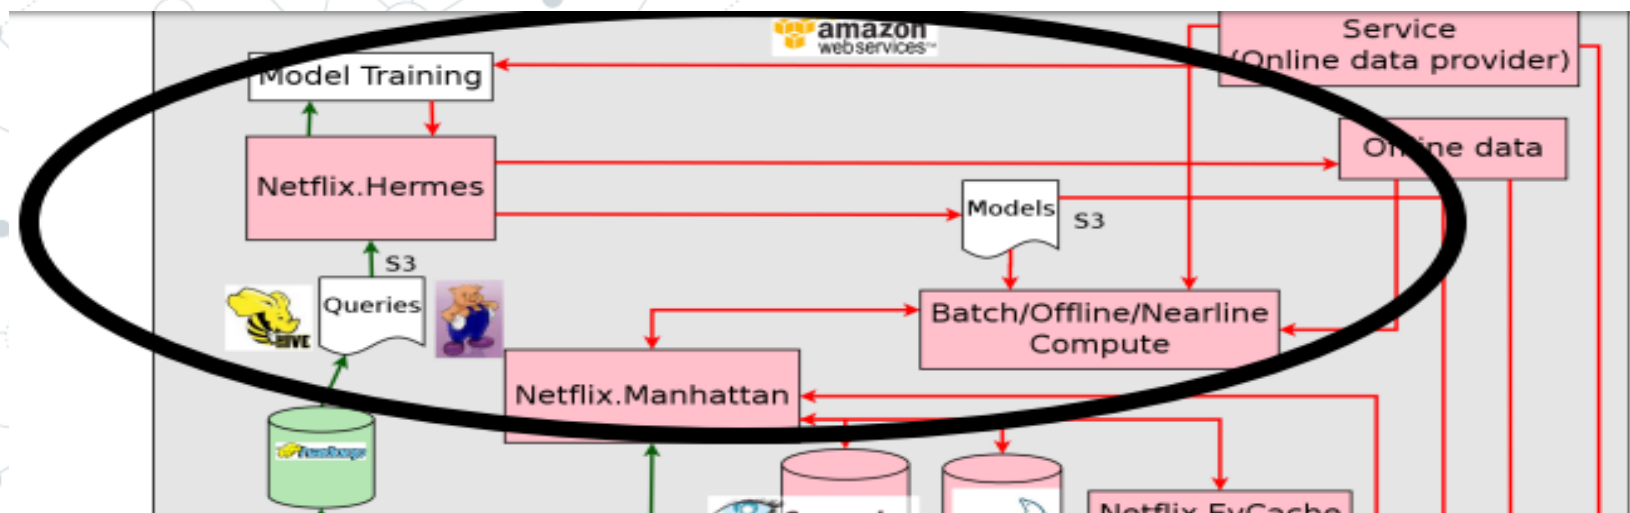 amazon
webservices™
Service
(Online data provider)
Model Training
Offline data
Netflix.Hermes
Models
S3
S3
Queries
HIVE
Batch/Offline/Nearline
Compute
Netflix.Manhattan